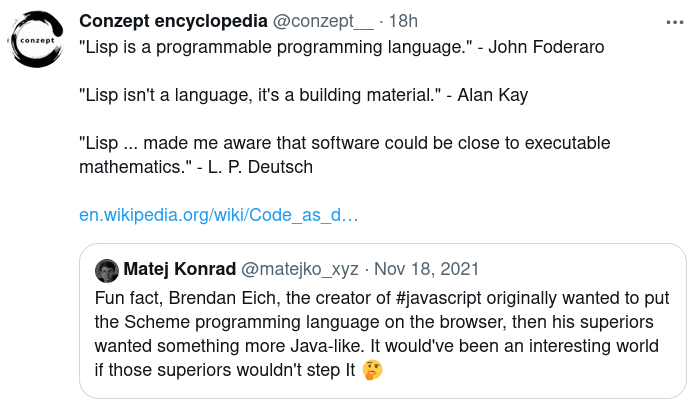 conzept
Conzept encyclopedia @conzept__ · 18h
"Lisp is a programmable programming language." - John Foderaro
"Lisp isn't a language, it's a building material." - Alan Kay
"Lisp ... made me aware that software could be close to executable
mathematics." - L. P. Deutsch
en.wikipedia.org/wiki/Code_as_d…
Matej Konrad @matejko_xyz · Nov 18, 2021
Fun fact, Brendan Eich, the creator of #javascript originally wanted to put
the Scheme programming language on the browser, then his superiors
wanted something more Java-like. It would've been an interesting world
if those superiors wouldn't step It 🤔